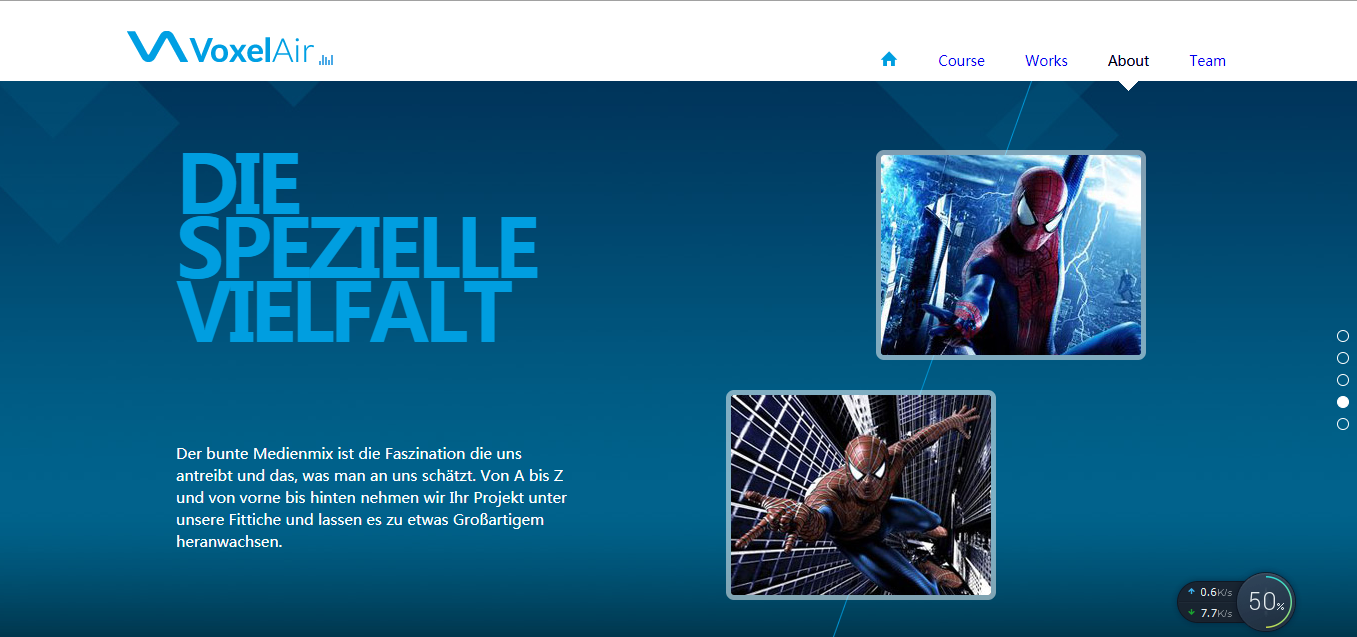 VoxelAir
Course Works About Team
DIE
SPEZIELLE
VIELFALT
Der bunte Medienmix ist die Faszination die uns
antreibt und das, was man an uns schätzt. Von A bis Z
und von vorne bis hinten nehmen wir Ihr Projekt unter
unsere Fittiche und lassen es zu etwas Großartigem
heranwachsen.
0.6K/s
7.7K/s
50%